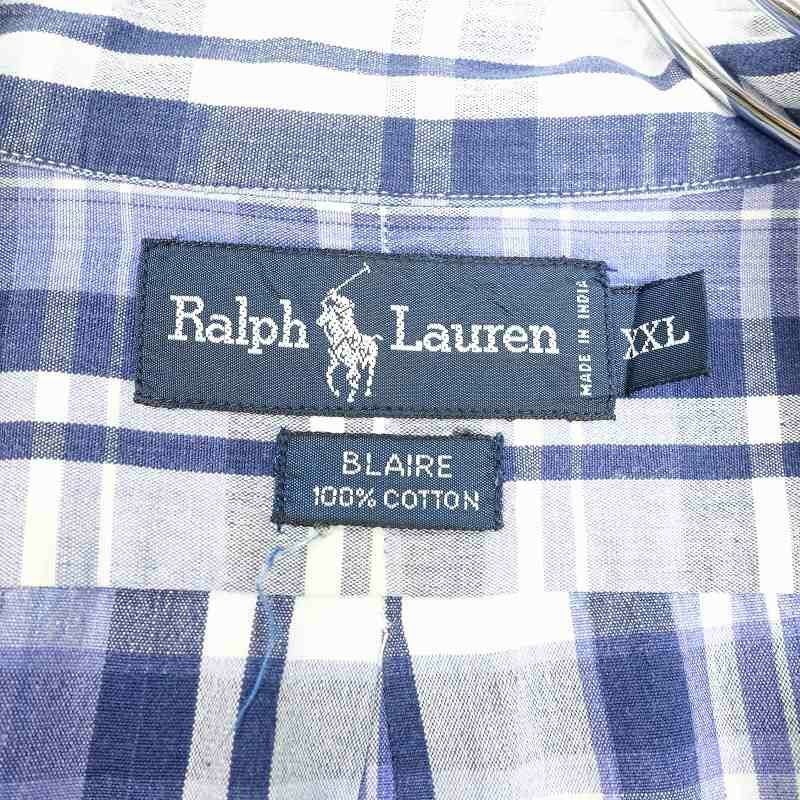 Ralph Lauren
MADE IN INDIA
XXL
BLAIRE
100% COTTON